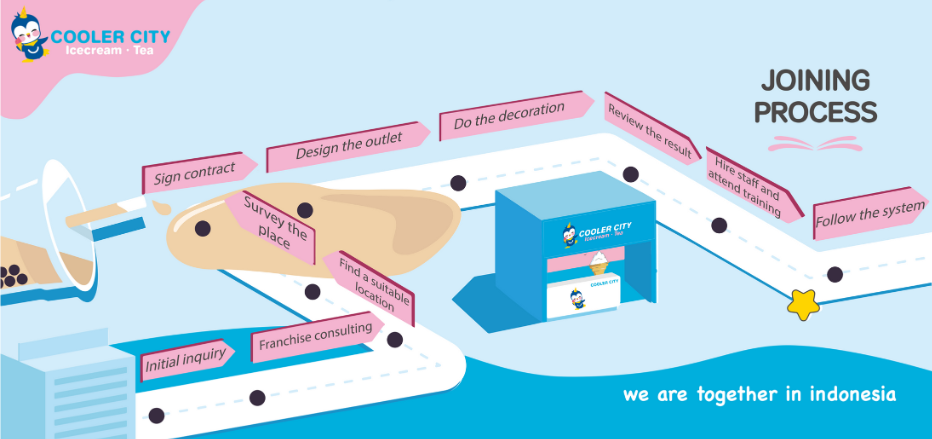 COOLER CITY
Icecream · Tea
JOINING
PROCESS
Initial inquiry
Franchise consulting
Find a suitable
location
Survey the
place
Sign contract
Design the outlet
Do the decoration
Review the result
Hire staff and
attend training
Follow the system
COOLER CITY
Icecream · Tea
COOLER CITY
we are together in indonesia